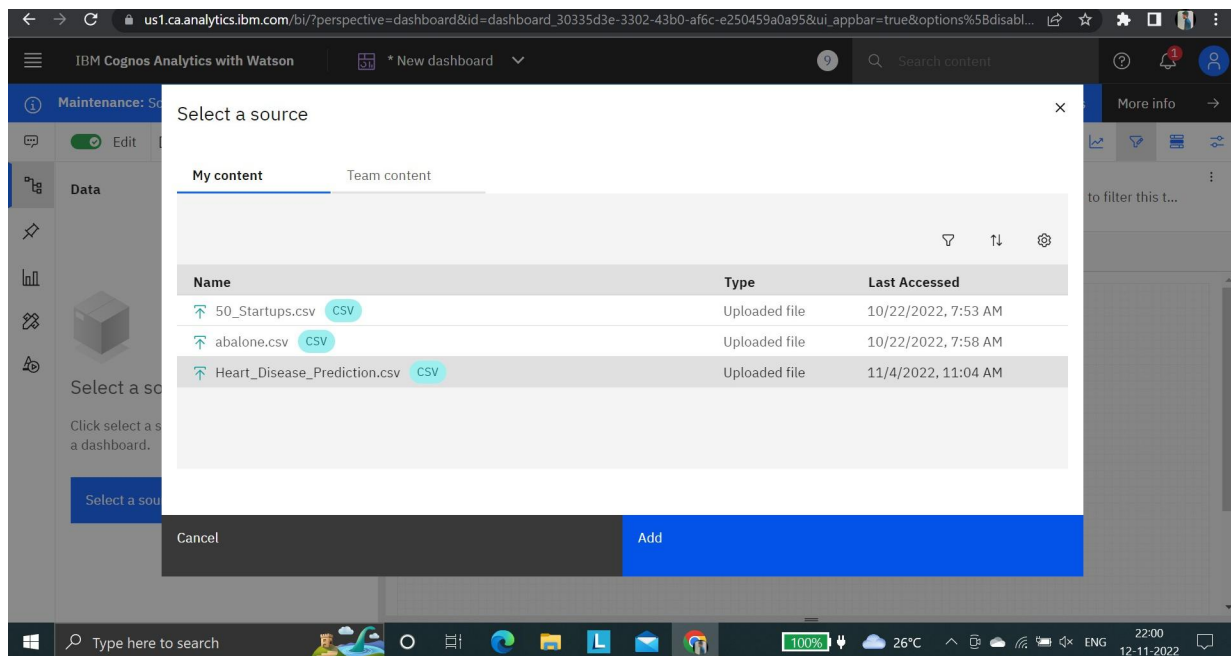 us1.ca.analytics.ibm.com/bi/?perspective=dashboard&id=dashboard_30335d3e-3302-43b0-af6c-e250459a0a95&ui_appbar=true&options%5Bdisabl...
IBM Cognos Analytics with Watson
* New dashboard
9
Search content
1
Maintenance: Sc
More info
Edit
Select a source
My content
Team content
Data
to filter this t...
Name Type Last Accessed
50_Startups.csv CSV Uploaded file 10/22/2022, 7:53 AM
abalone.csv CSV Uploaded file 10/22/2022, 7:58 AM
Heart_Disease_Prediction.csv CSV Uploaded file 11/4/2022, 11:04 AM
Select a so
Click select a s
a dashboard.
Select a sou
Cancel
Add
Type here to search
L
100%
26°C
ENG
22:00
12-11-2022